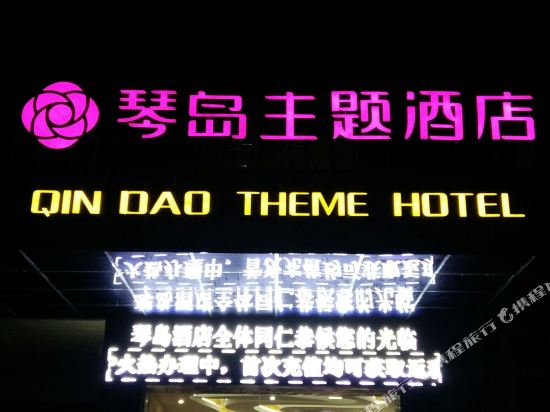 琴岛主题酒店
QIN DAO THEME HOTEL
琴岛酒店全体同仁恭候您的光临
火热办理中，首次充值均可获取返现
携程旅行